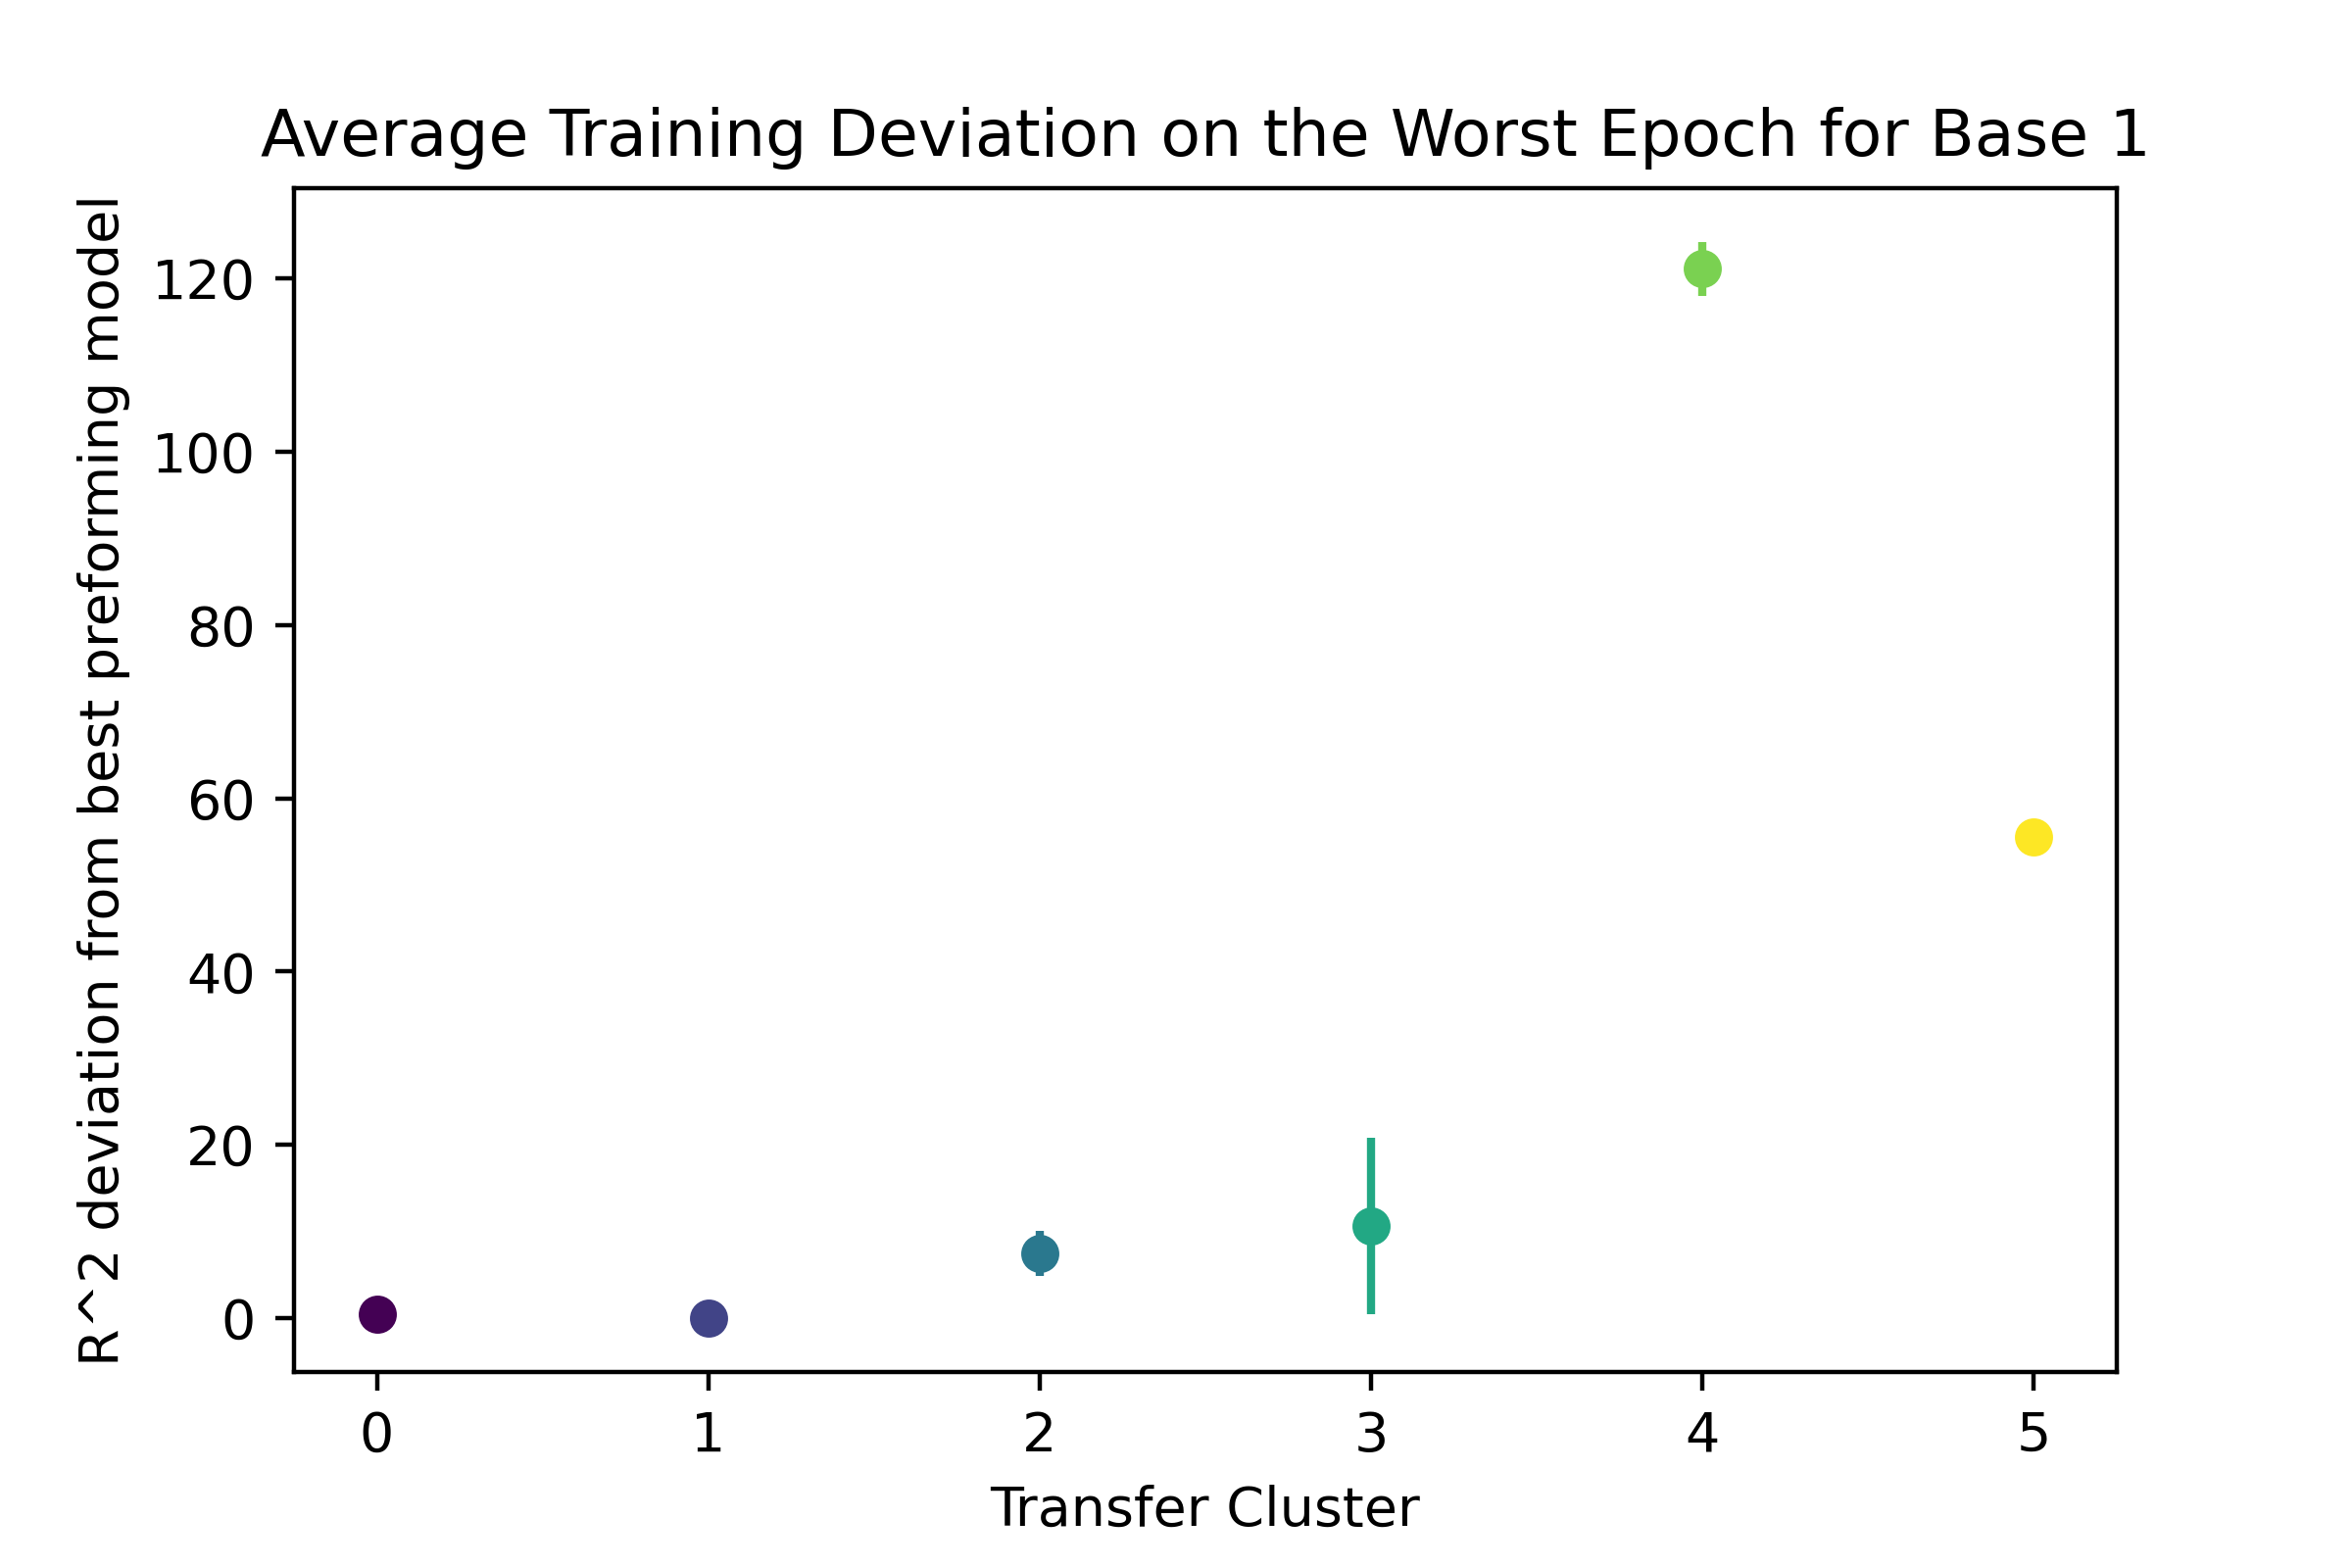 Average Training Deviation on the Worst Epoch for Base 1
R^2 deviation from best preforming model
120
100
80
60
40
20
0
0 1 2 3 4 5
Transfer Cluster